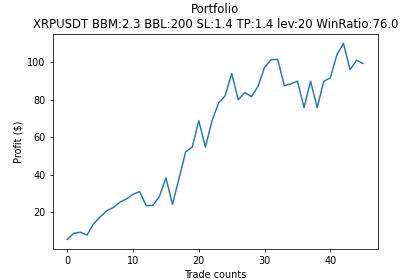 Portfolio
XRPUSDT BBM:2.3 BBL:200 SL:1.4 TP:1.4 lev:20 WinRatio:76.0
100
80
60
40
20
Profit ($)
0 10 20 30 40
Trade counts